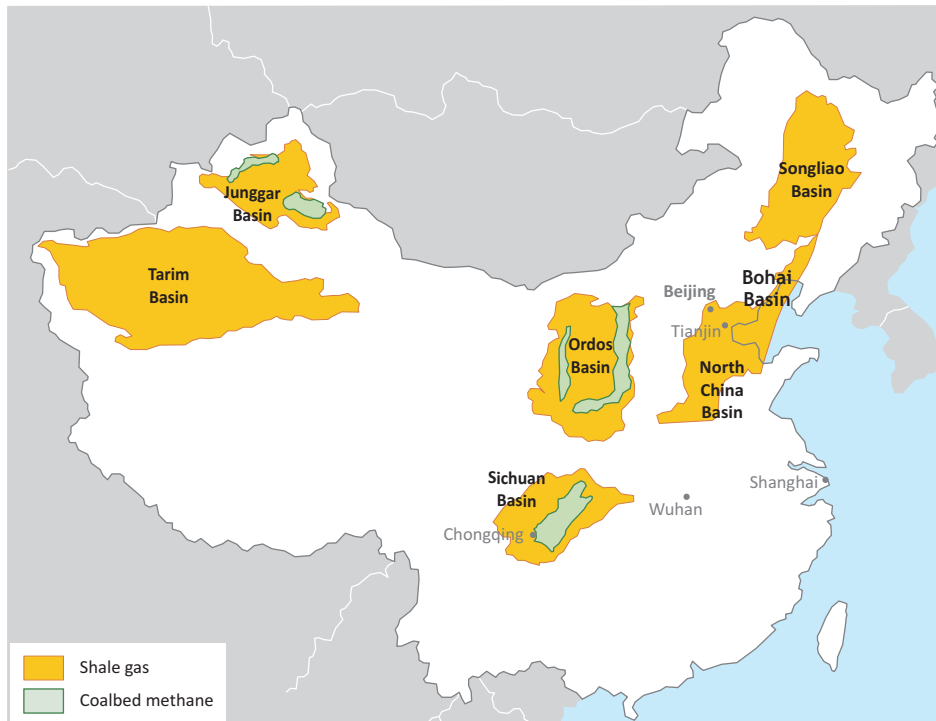 Songliao
Basin
Junggar
Basin
Tarim
Basin
Bohai
Basin
Beijing
Tianjin
Ordos
Basin
North
China
Basin
Sichuan
Basin
Shanghai
Wuhan
Chongqing
Shale gas
Coalbed methane